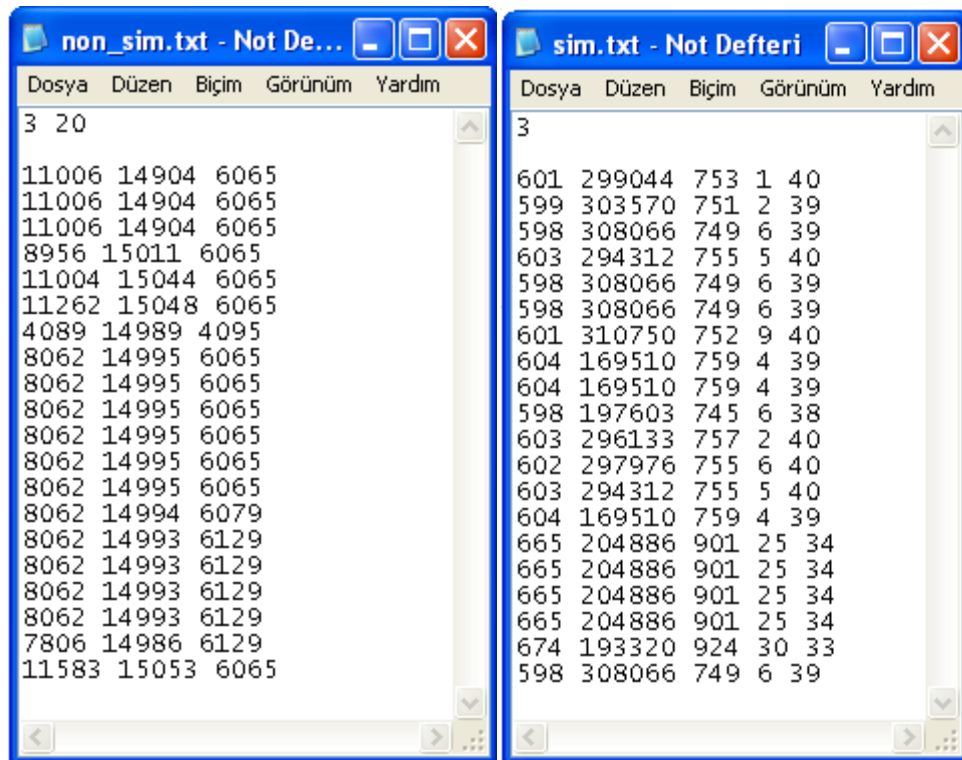 non_sim.txt - Not De...
Dosya Düzen Biçim Görünüm Yardım
3 20
11006 14904 6065
11006 14904 6065
11006 14904 6065
8956 15011 6065
11004 15044 6065
11262 15048 6065
4089 14989 4095
8062 14995 6065
8062 14995 6065
8062 14995 6065
8062 14995 6065
8062 14995 6065
8062 14995 6065
8062 14994 6079
8062 14993 6129
8062 14993 6129
8062 14993 6129
8062 14993 6129
7806 14986 6129
11583 15053 6065
sim.txt - Not Defteri
Dosya Düzen Biçim Görünüm Yardım
3
601 299044 753 1 40
599 303570 751 2 39
598 308066 749 6 39
603 294312 755 5 40
598 308066 749 6 39
598 308066 749 6 39
601 310750 752 9 40
604 169510 759 4 39
604 169510 759 4 39
598 197603 745 6 38
603 296133 757 2 40
602 297976 755 6 40
603 294312 755 5 40
604 169510 759 4 39
665 204886 901 25 34
665 204886 901 25 34
665 204886 901 25 34
665 204886 901 25 34
674 193320 924 30 33
598 308066 749 6 39